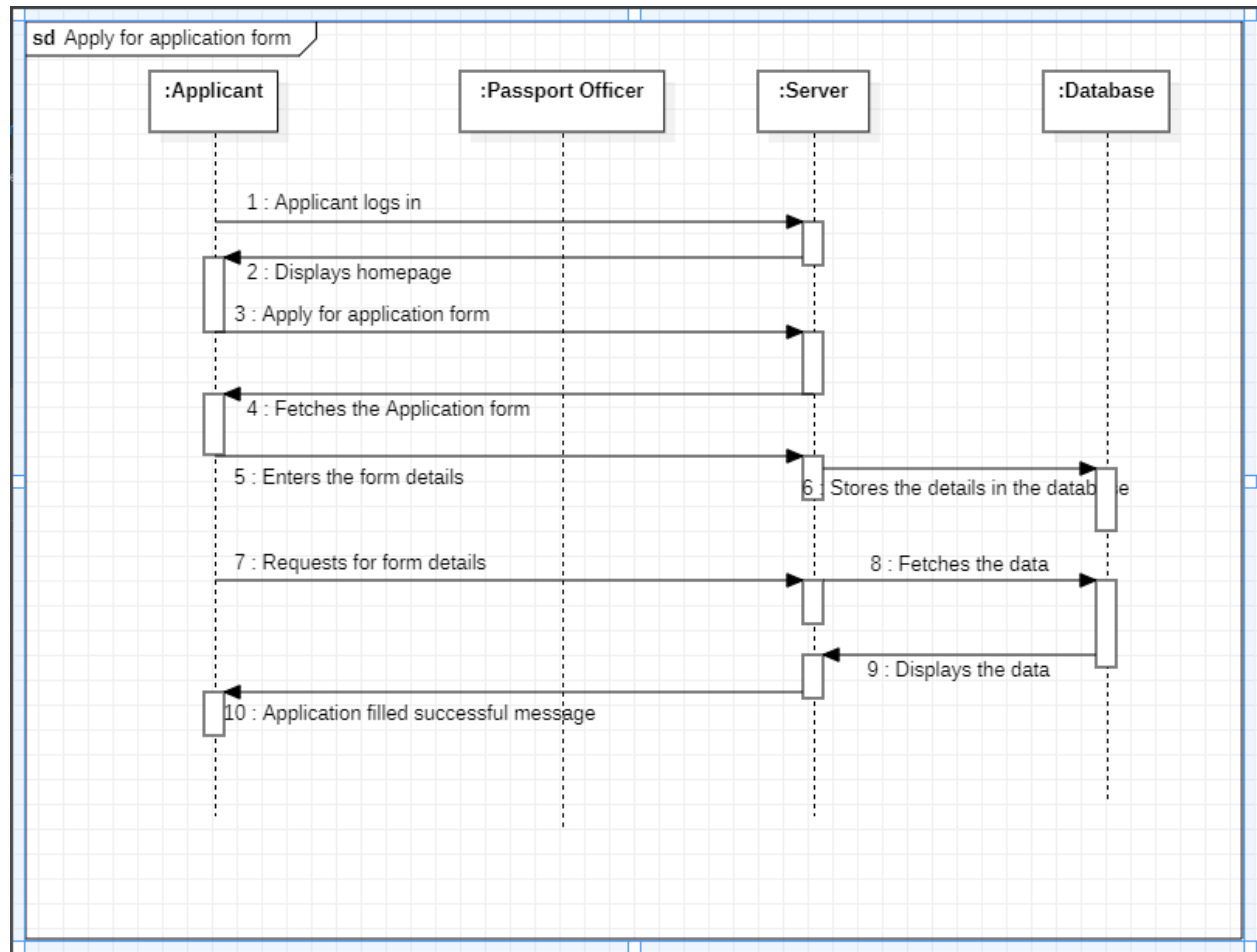 sd Apply for application form
:Applicant
:Passport Officer
:Server
:Database
1 : Applicant logs in
2 : Displays homepage
3 : Apply for application form
4 : Fetches the Application form
5 : Enters the form details
6 : Stores the details in the
7 : Requests for form details
8 : Fetches the data
9 : Displays the data
10 : Application filled successful message